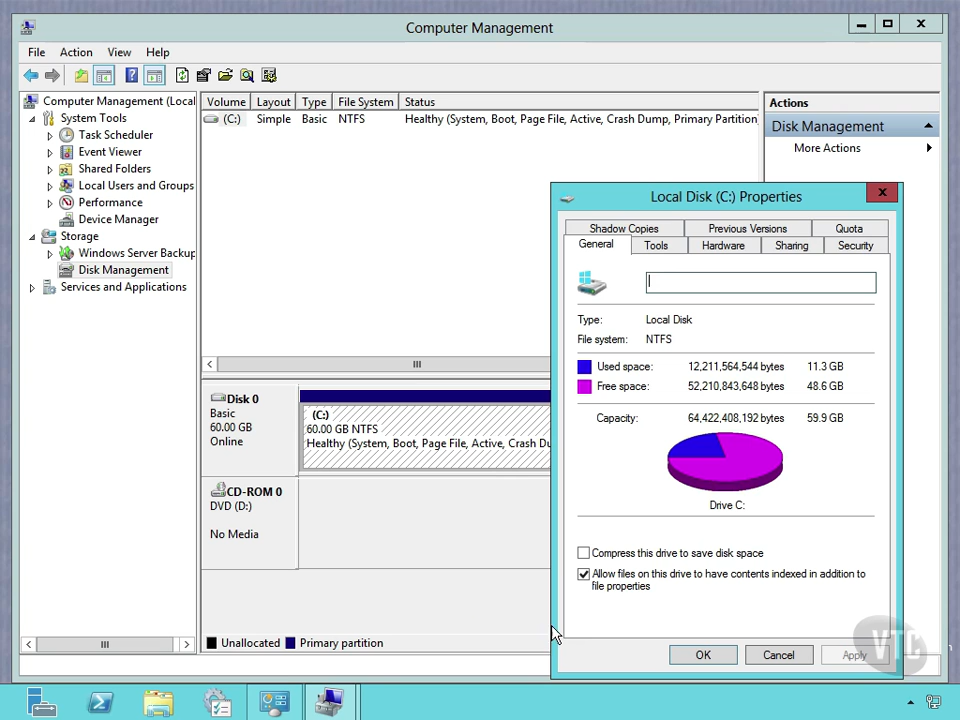 Computer Management
File Action View Help
Computer Management (Local
System Tools
Task Scheduler
Event Viewer
Shared Folders
Local Users and Groups
Performance
Device Manager
Storage
Windows Server Backup
Disk Management
Services and Applications
Volume Layout Type File System Status
(C:) Simple Basic NTFS Healthy (System, Boot, Page File, Active, Crash Dump, Primary Partition)
Actions
Disk Management
More Actions
Disk 0
Basic
60.00 GB
Online
(C:)
60.00 GB NTFS
Healthy (System, Boot, Page File, Active, Crash Du
CD-ROM 0
DVD (D:)
No Media
Unallocated Primary partition
Local Disk (C:) Properties
Shadow Copies Previous Versions Quota
General Tools Hardware Sharing Security
Type: Local Disk
File system: NTFS
Used space: 12,211,564,544 bytes 11.3 GB
Free space: 52,210,843,648 bytes 48.6 GB
Capacity: 64,422,408,192 bytes 59.9 GB
Drive C:
Compress this drive to save disk space
Allow files on this drive to have contents indexed in addition to
file properties
OK Cancel Apply
VTC